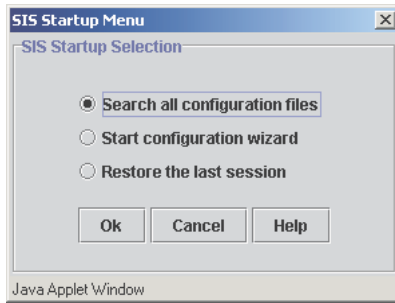 SIS Startup Menu
SIS Startup Selection
Search all configuration files
Start configuration wizard
Restore the last session
Ok Cancel Help
Java Applet Window